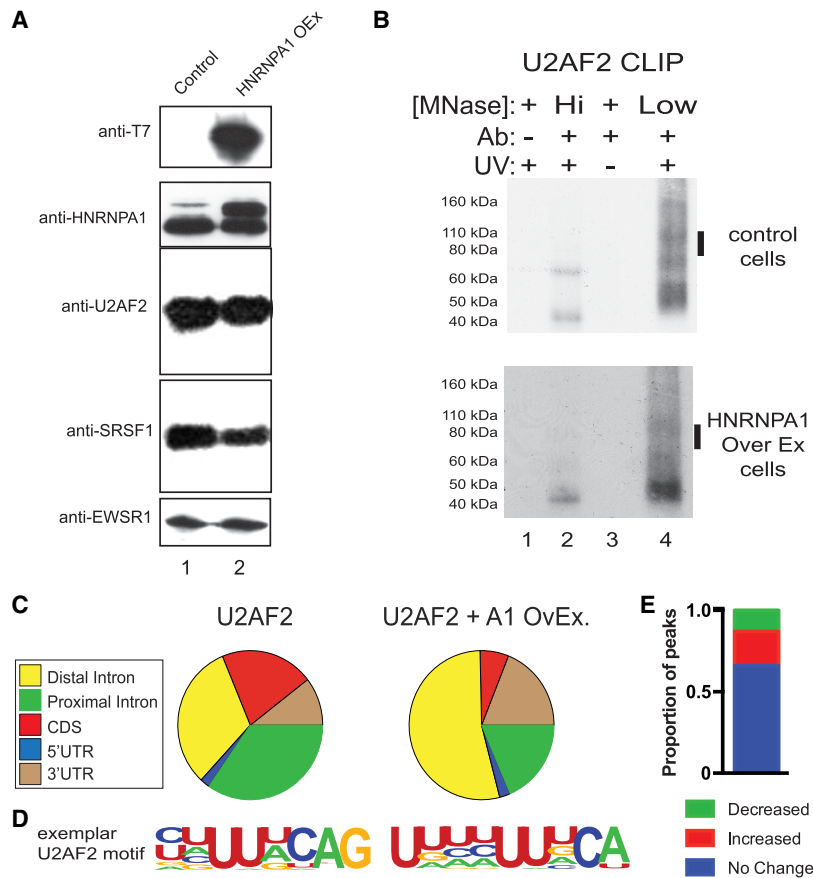 A
Control
HNRNPA1 OEx
anti-T7
anti-HNRNPA1
anti-U2AF2
anti-SRSF1
anti-EWSR1
1 2
B
U2AF2 CLIP
[MNase]: + Hi + Low
Ab: - + + +
UV: + + - +
160 kDa
110 kDa
80 kDa
60 kDa
50 kDa
40 kDa
control
cells
160 kDa
110 kDa
80 kDa
60 kDa
50 kDa
40 kDa
HNRNPA1
Over Ex
cells
1 2 3 4
C
U2AF2
U2AF2 + A1 OvEx.
Distal Intron
Proximal Intron
CDS
5'UTR
3'UTR
D
exemplar
U2AF2 motif
E
Proportion of peaks
1.0
0.5
0
Decreased
Increased
No Change